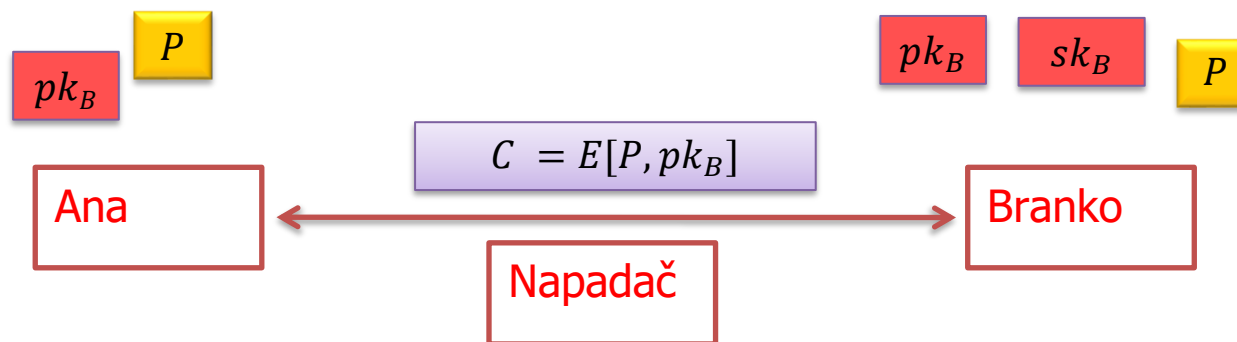 P
pk_B
pk_B
sk_B
P
C = E[P, pk_B]
Ana
Branko
Napadač